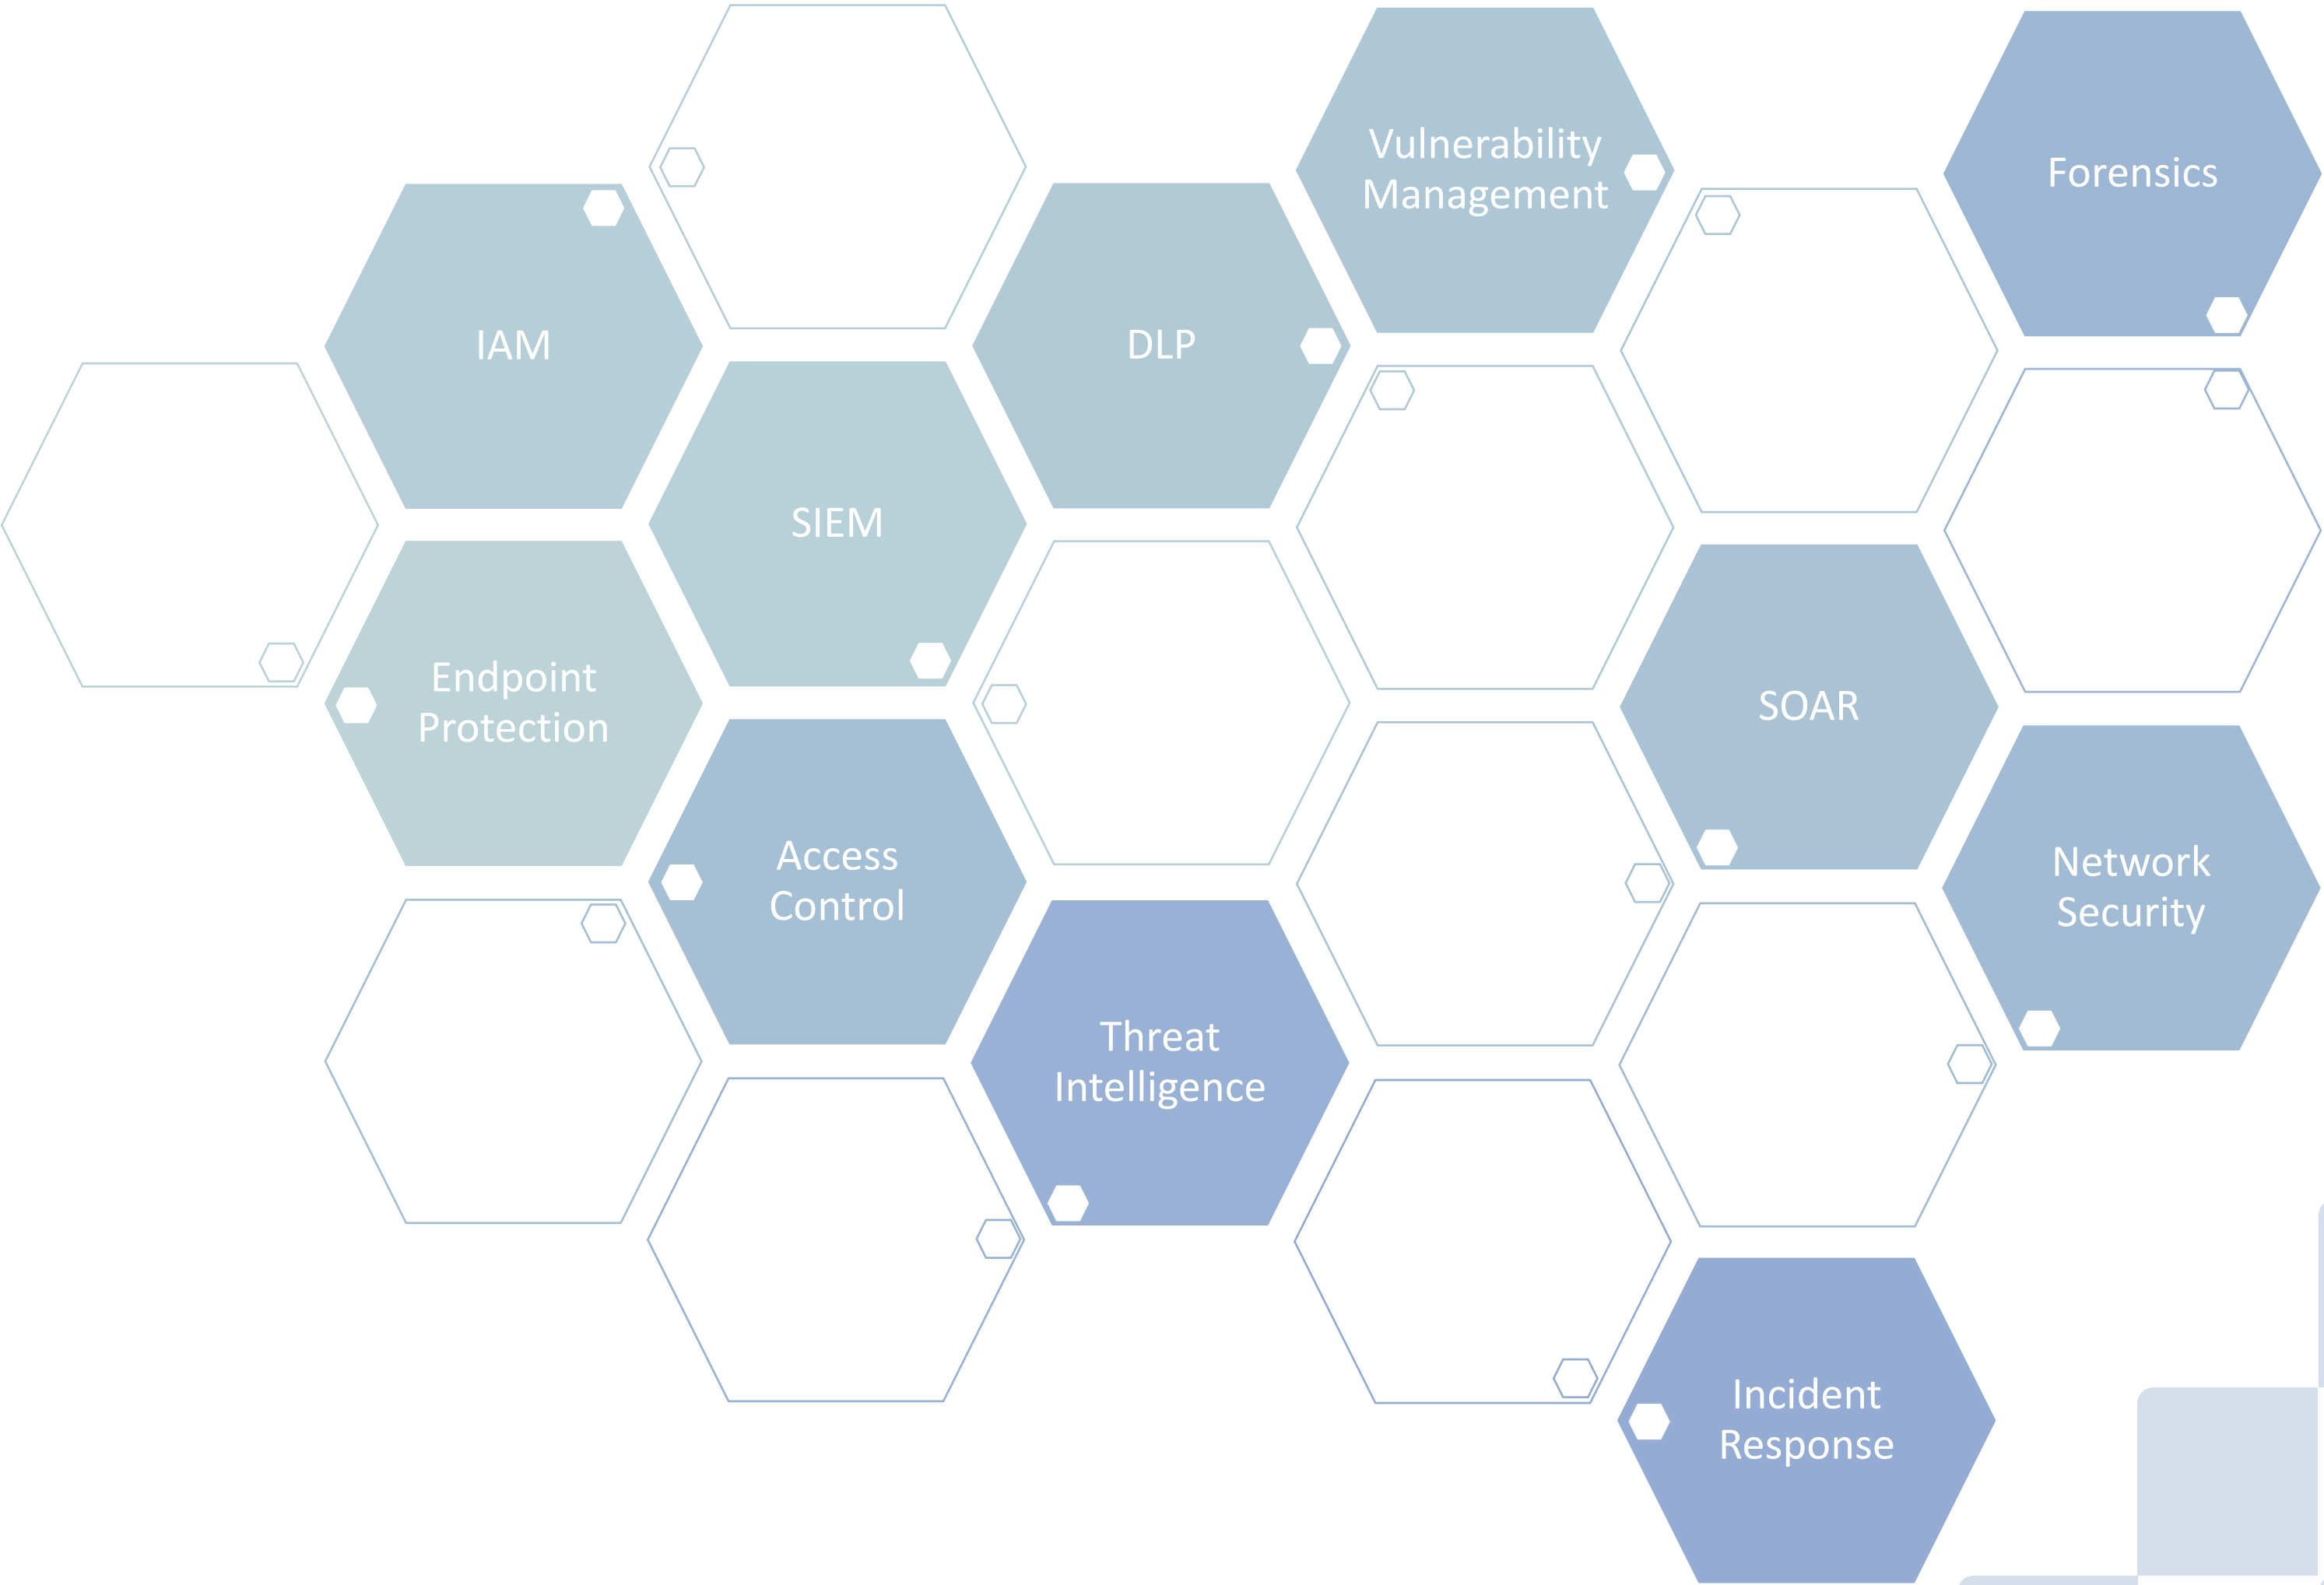 Vulnerability
Management
Forensics
IAM
DLP
SIEM
Endpoint
Protection
SOAR
Access
Control
Network
Security
Threat
Intelligence
Incident
Response